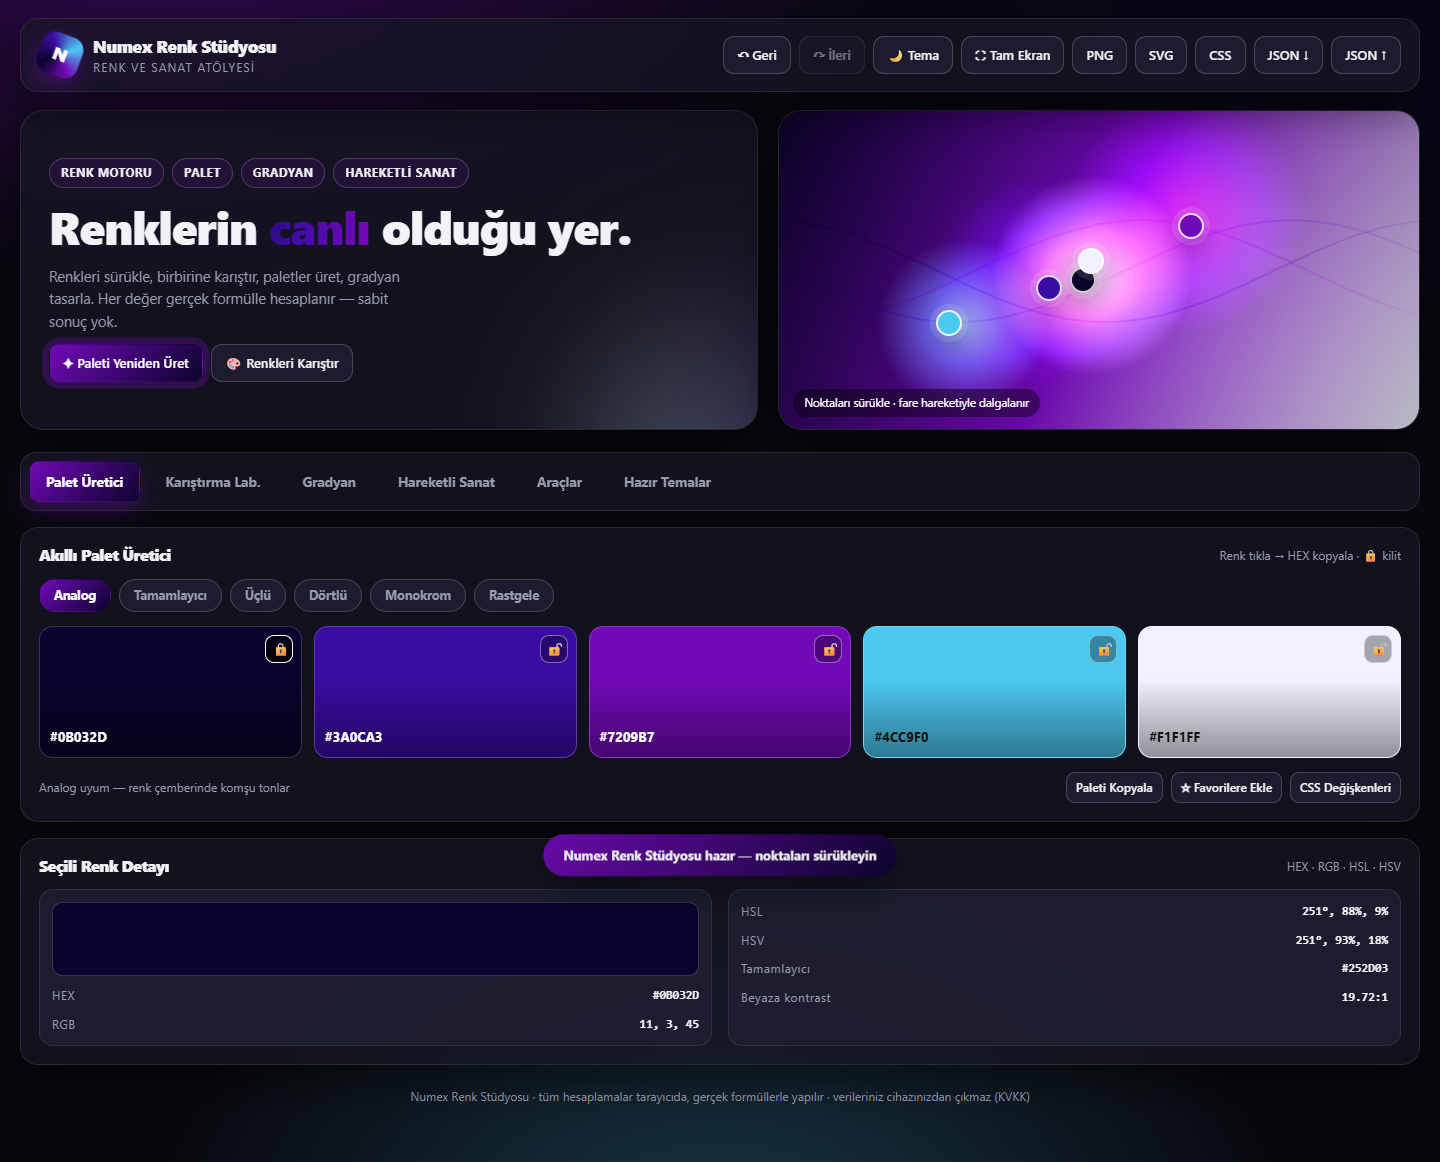 N
Numex Renk Stüdyosu
RENK VE SANAT ATÖLYESİ
↶ Geri
↷ İleri
🌙 Tema
⛶ Tam Ekran
PNG
SVG
CSS
JSON ↓
JSON ↑
RENK MOTORU
PALET
GRADYAN
HAREKETLİ SANAT
Renklerin canlı olduğu yer.
Renkleri sürükle, birbirine karıştır, paletler üret, gradyan
tasarla. Her değer gerçek formülle hesaplanır — sabit
sonuç yok.
✦ Paleti Yeniden Üret
🎨 Renkleri Karıştır
Noktaları sürükle · fare hareketiyle dalgalanır
Palet Üretici
Karıştırma Lab.
Gradyan
Hareketli Sanat
Araçlar
Hazır Temalar
Akıllı Palet Üretici
Renk tıkla → HEX kopyala · 🔒 kilit
Analog
Tamamlayıcı
Üçlü
Dörtlü
Monokrom
Rastgele
#0B032D
#3A0CA3
#7209B7
#4CC9F0
#F1F1FF
Analog uyum — renk çemberinde komşu tonlar
Paleti Kopyala
☆ Favorilere Ekle
CSS Değişkenleri
Numex Renk Stüdyosu hazır — noktaları sürükleyin
Seçili Renk Detayı
HEX · RGB · HSL · HSV
HEX
#0B032D
RGB
11, 3, 45
HSL
251°, 88%, 9%
HSV
251°, 93%, 18%
Tamamlayıcı
#252D03
Beyaza kontrast
19.72:1
Numex Renk Stüdyosu · tüm hesaplamalar tarayıcıda, gerçek formüllerle yapılır · verileriniz cihazınızdan çıkmaz (KVKK)